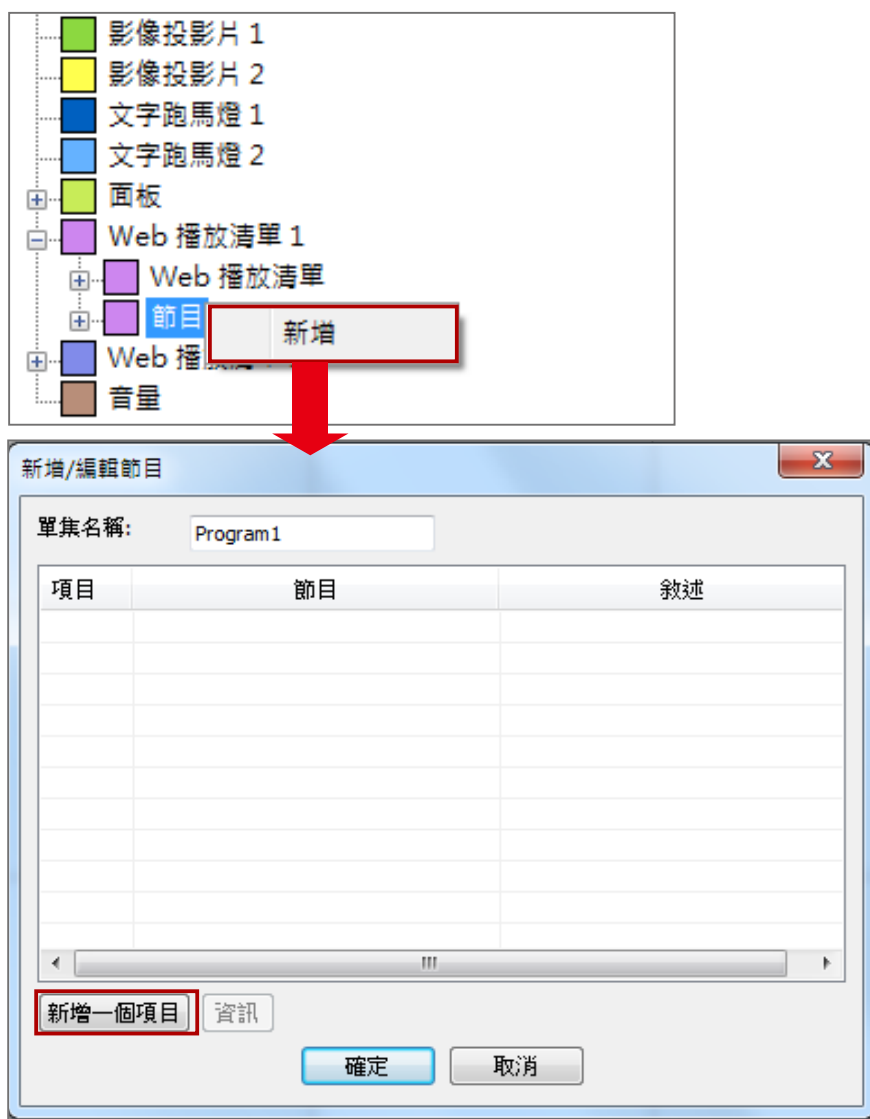 影像投影片 1
影像投影片 2
文字跑馬燈 1
文字跑馬燈 2
面板
Web 播放清單 1
Web 播放清單
節目
新增
Web 播
音量
新增/編輯節目
單集名稱:
Program1
項目 節目 敘述
新增一個項目 資訊
確定 取消